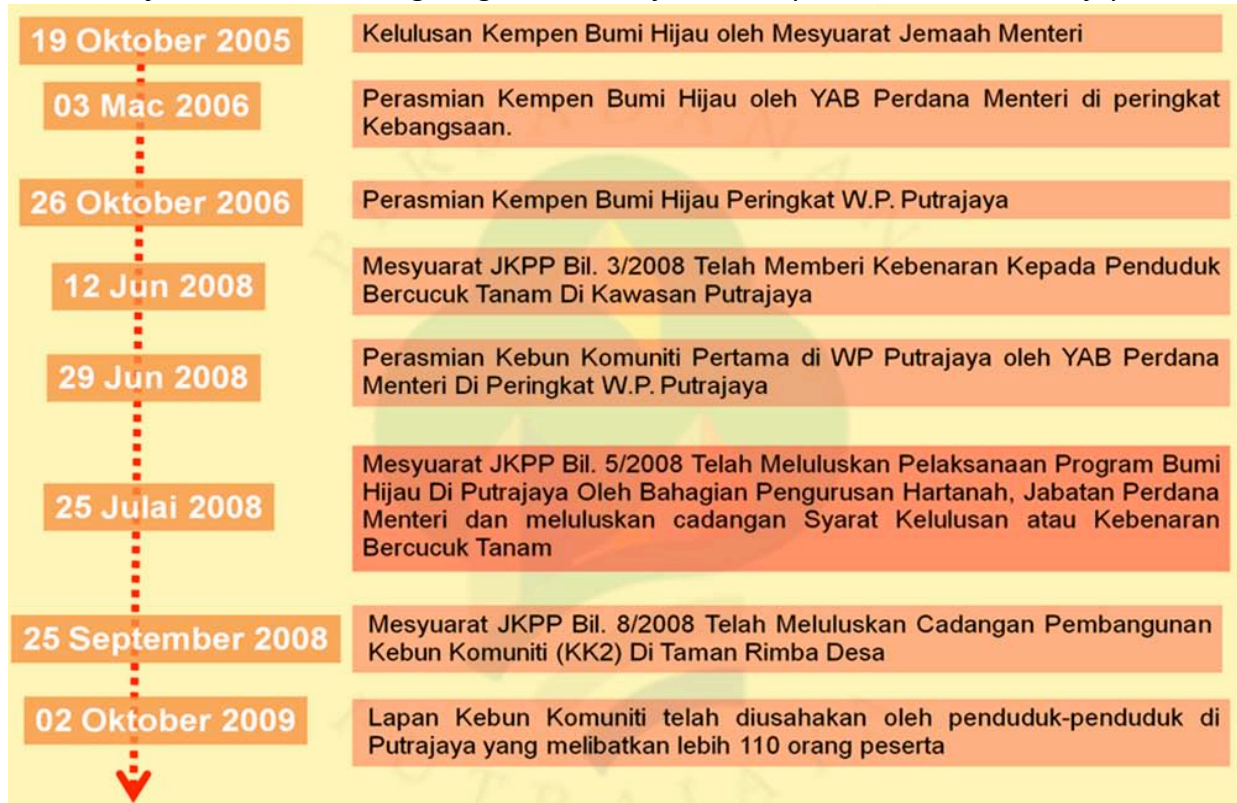 19 Oktober 2005
Kelulusan Kempen Bumi Hijau oleh Mesyuarat Jemaah Menteri
03 Mac 2006
Perasmian Kempen Bumi Hijau oleh YAB Perdana Menteri di peringkat
Kebangsaan.
26 Oktober 2006
Perasmian Kempen Bumi Hijau Peringkat W.P. Putrajaya
12 Jun 2008
Mesyuarat JKPP Bil. 3/2008 Telah Memberi Kebenaran Kepada Penduduk
Bercucuk Tanam Di Kawasan Putrajaya
29 Jun 2008
Perasmian Kebun Komuniti Pertama di WP Putrajaya oleh YAB Perdana
Menteri Di Peringkat W.P. Putrajaya
25 Julai 2008
Mesyuarat JKPP Bil. 5/2008 Telah Meluluskan Pelaksanaan Program Bumi
Hijau Di Putrajaya Oleh Bahagian Pengurusan Hartanah, Jabatan Perdana
Menteri dan meluluskan cadangan Syarat Kelulusan atau Kebenaran
Bercucuk Tanam
25 September 2008
Mesyuarat JKPP Bil. 8/2008 Telah Meluluskan Cadangan Pembangunan
Kebun Komuniti (KK2) Di Taman Rimba Desa
02 Oktober 2009
Lapan Kebun Komuniti telah diusahakan oleh penduduk-penduduk di
Putrajaya yang melibatkan lebih 110 orang peserta